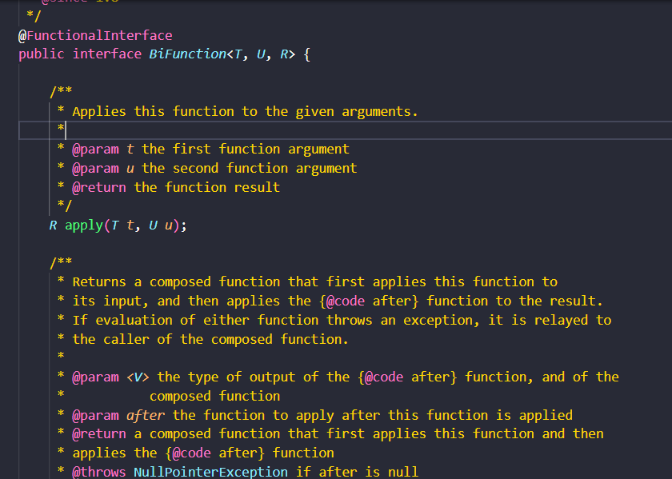 */
@FunctionalInterface
public interface BiFunction<T, U, R> {
/**
* Applies this function to the given arguments.
*
* @param t the first function argument
* @param u the second function argument
* @return the function result
*/
R apply(T t, U u);
/**
* Returns a composed function that first applies this function to
* its input, and then applies the {@code after} function to the result.
* If evaluation of either function throws an exception, it is relayed to
* the caller of the composed function.
*
* @param <V> the type of output of the {@code after} function, and of the
* composed function
* @param after the function to apply after this function is applied
* @return a composed function that first applies this function and then
* applies the {@code after} function
* @throws NullPointerException if after is null